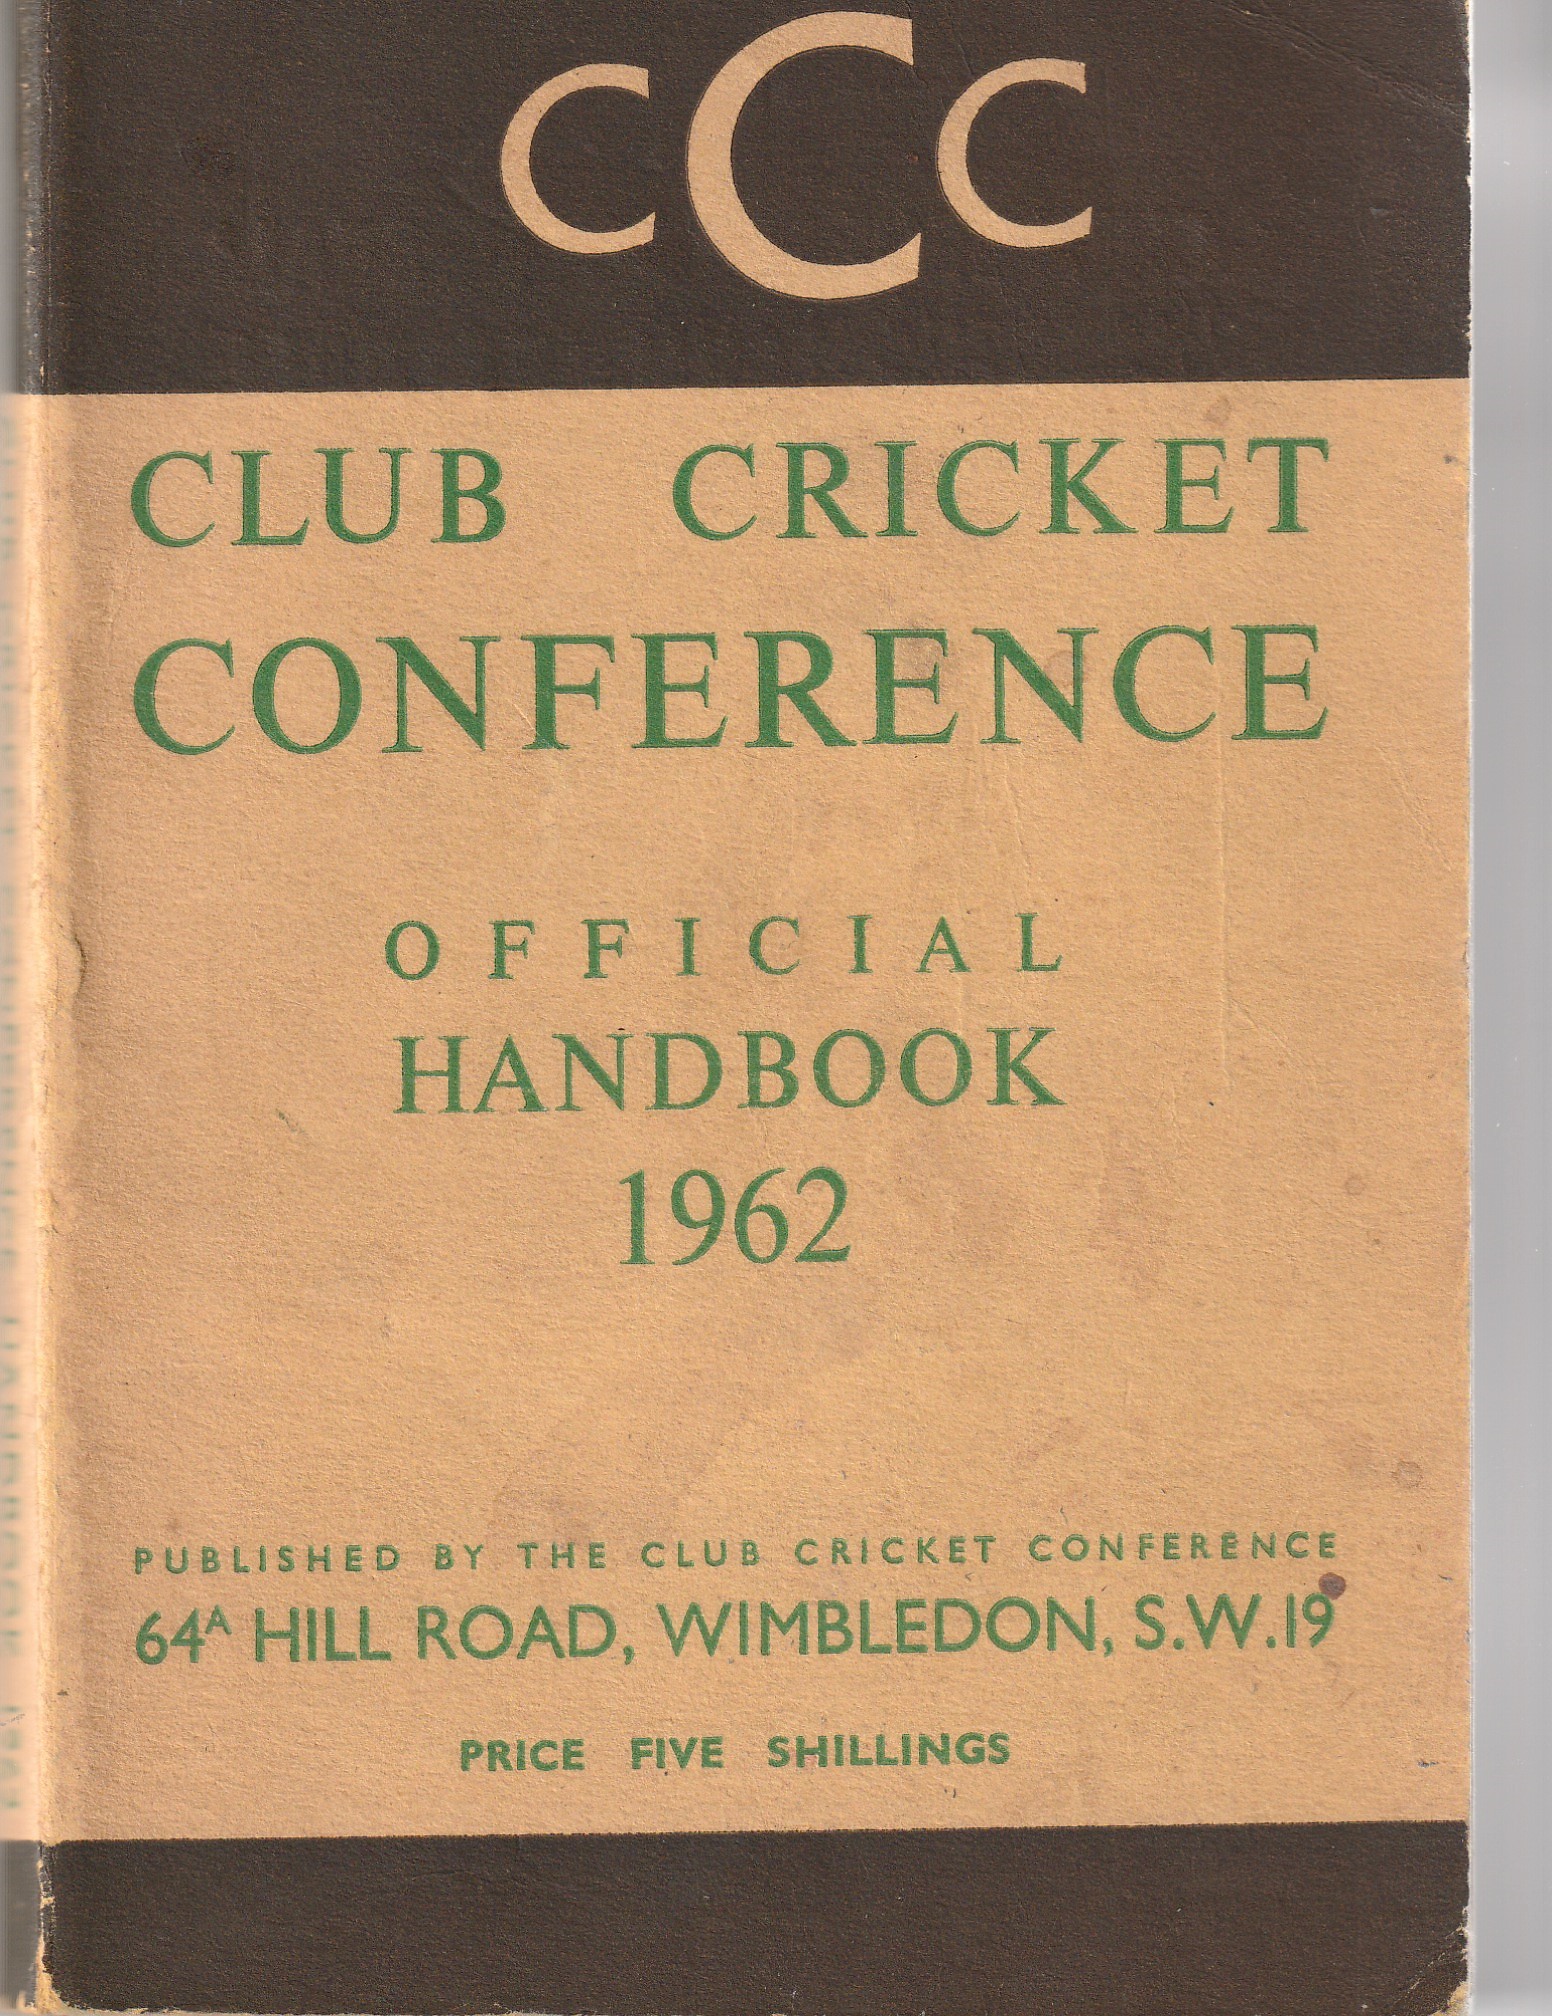 CCC
CLUB CRICKET
CONFERENCE
OFFICIAL
HANDBOOK
1962
PUBLISHED BY THE CLUB CRICKET CONFERENCE
64A HILL ROAD, WIMBLEDON, S.W.19
PRICE FIVE SHILLINGS